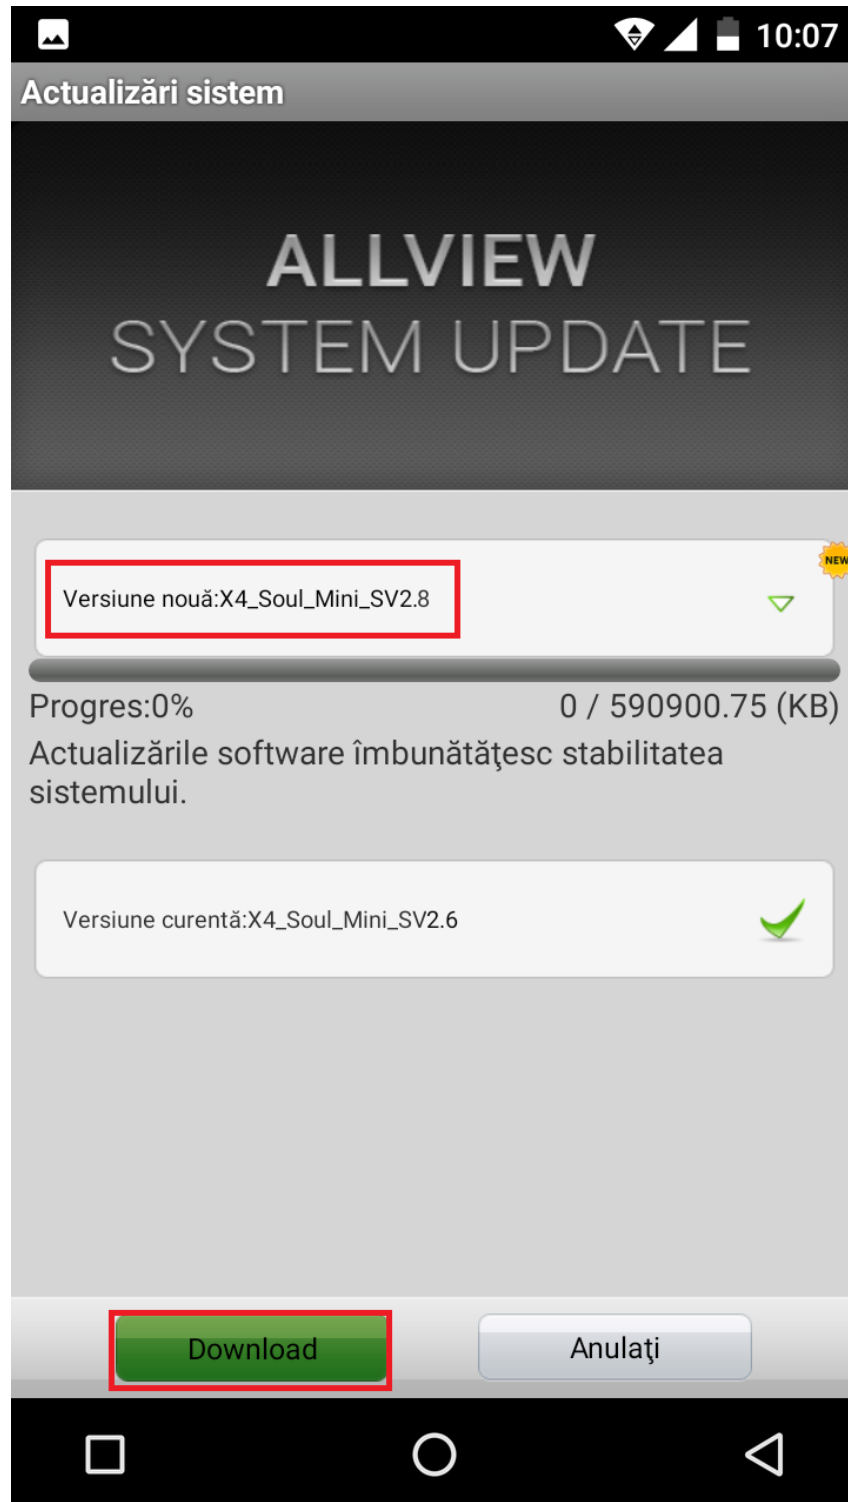 10:07
Actualizări sistem
ALLVIEW
SYSTEM UPDATE
NEW
Versiune nouă:X4_Soul_Mini_SV2.8
Progres:0% 0 / 590900.75 (KB)
Actualizările software îmbunătăţesc stabilitatea
sistemului.
Versiune curentă:X4_Soul_Mini_SV2.6
Download Anulaţi